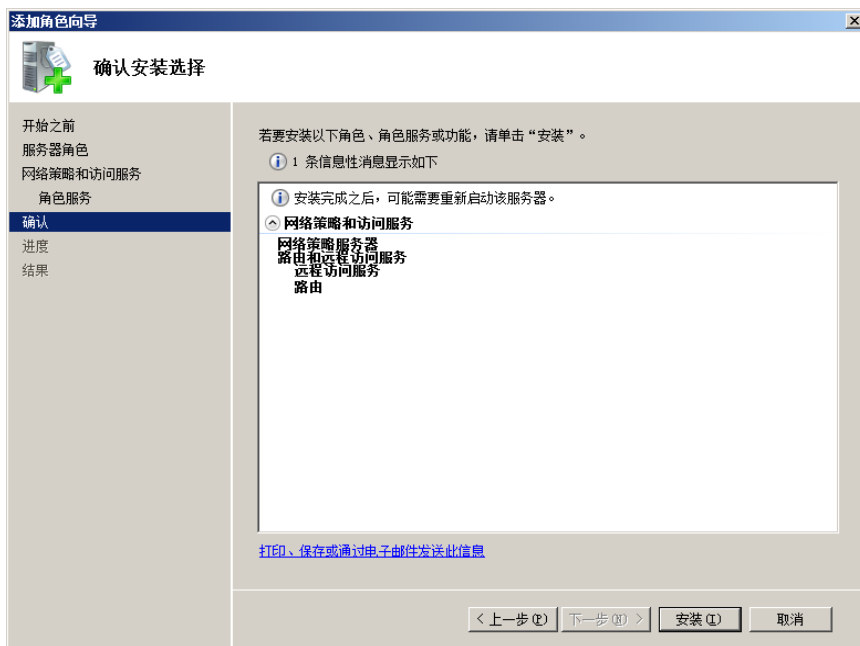 添加角色向导
确认安装选择
开始之前
服务器角色
网络策略和访问服务
角色服务
确认
进度
结果
若要安装以下角色、角色服务或功能，请单击“安装”。
1 条信息性消息显示如下
安装完成之后，可能需要重新启动该服务器。
网络策略和访问服务
网络策略服务器
路由和远程访问服务
远程访问服务
路由
打印、保存或通过电子邮件发送此信息
< 上一步(P) 下一步(N) > 安装(I) 取消